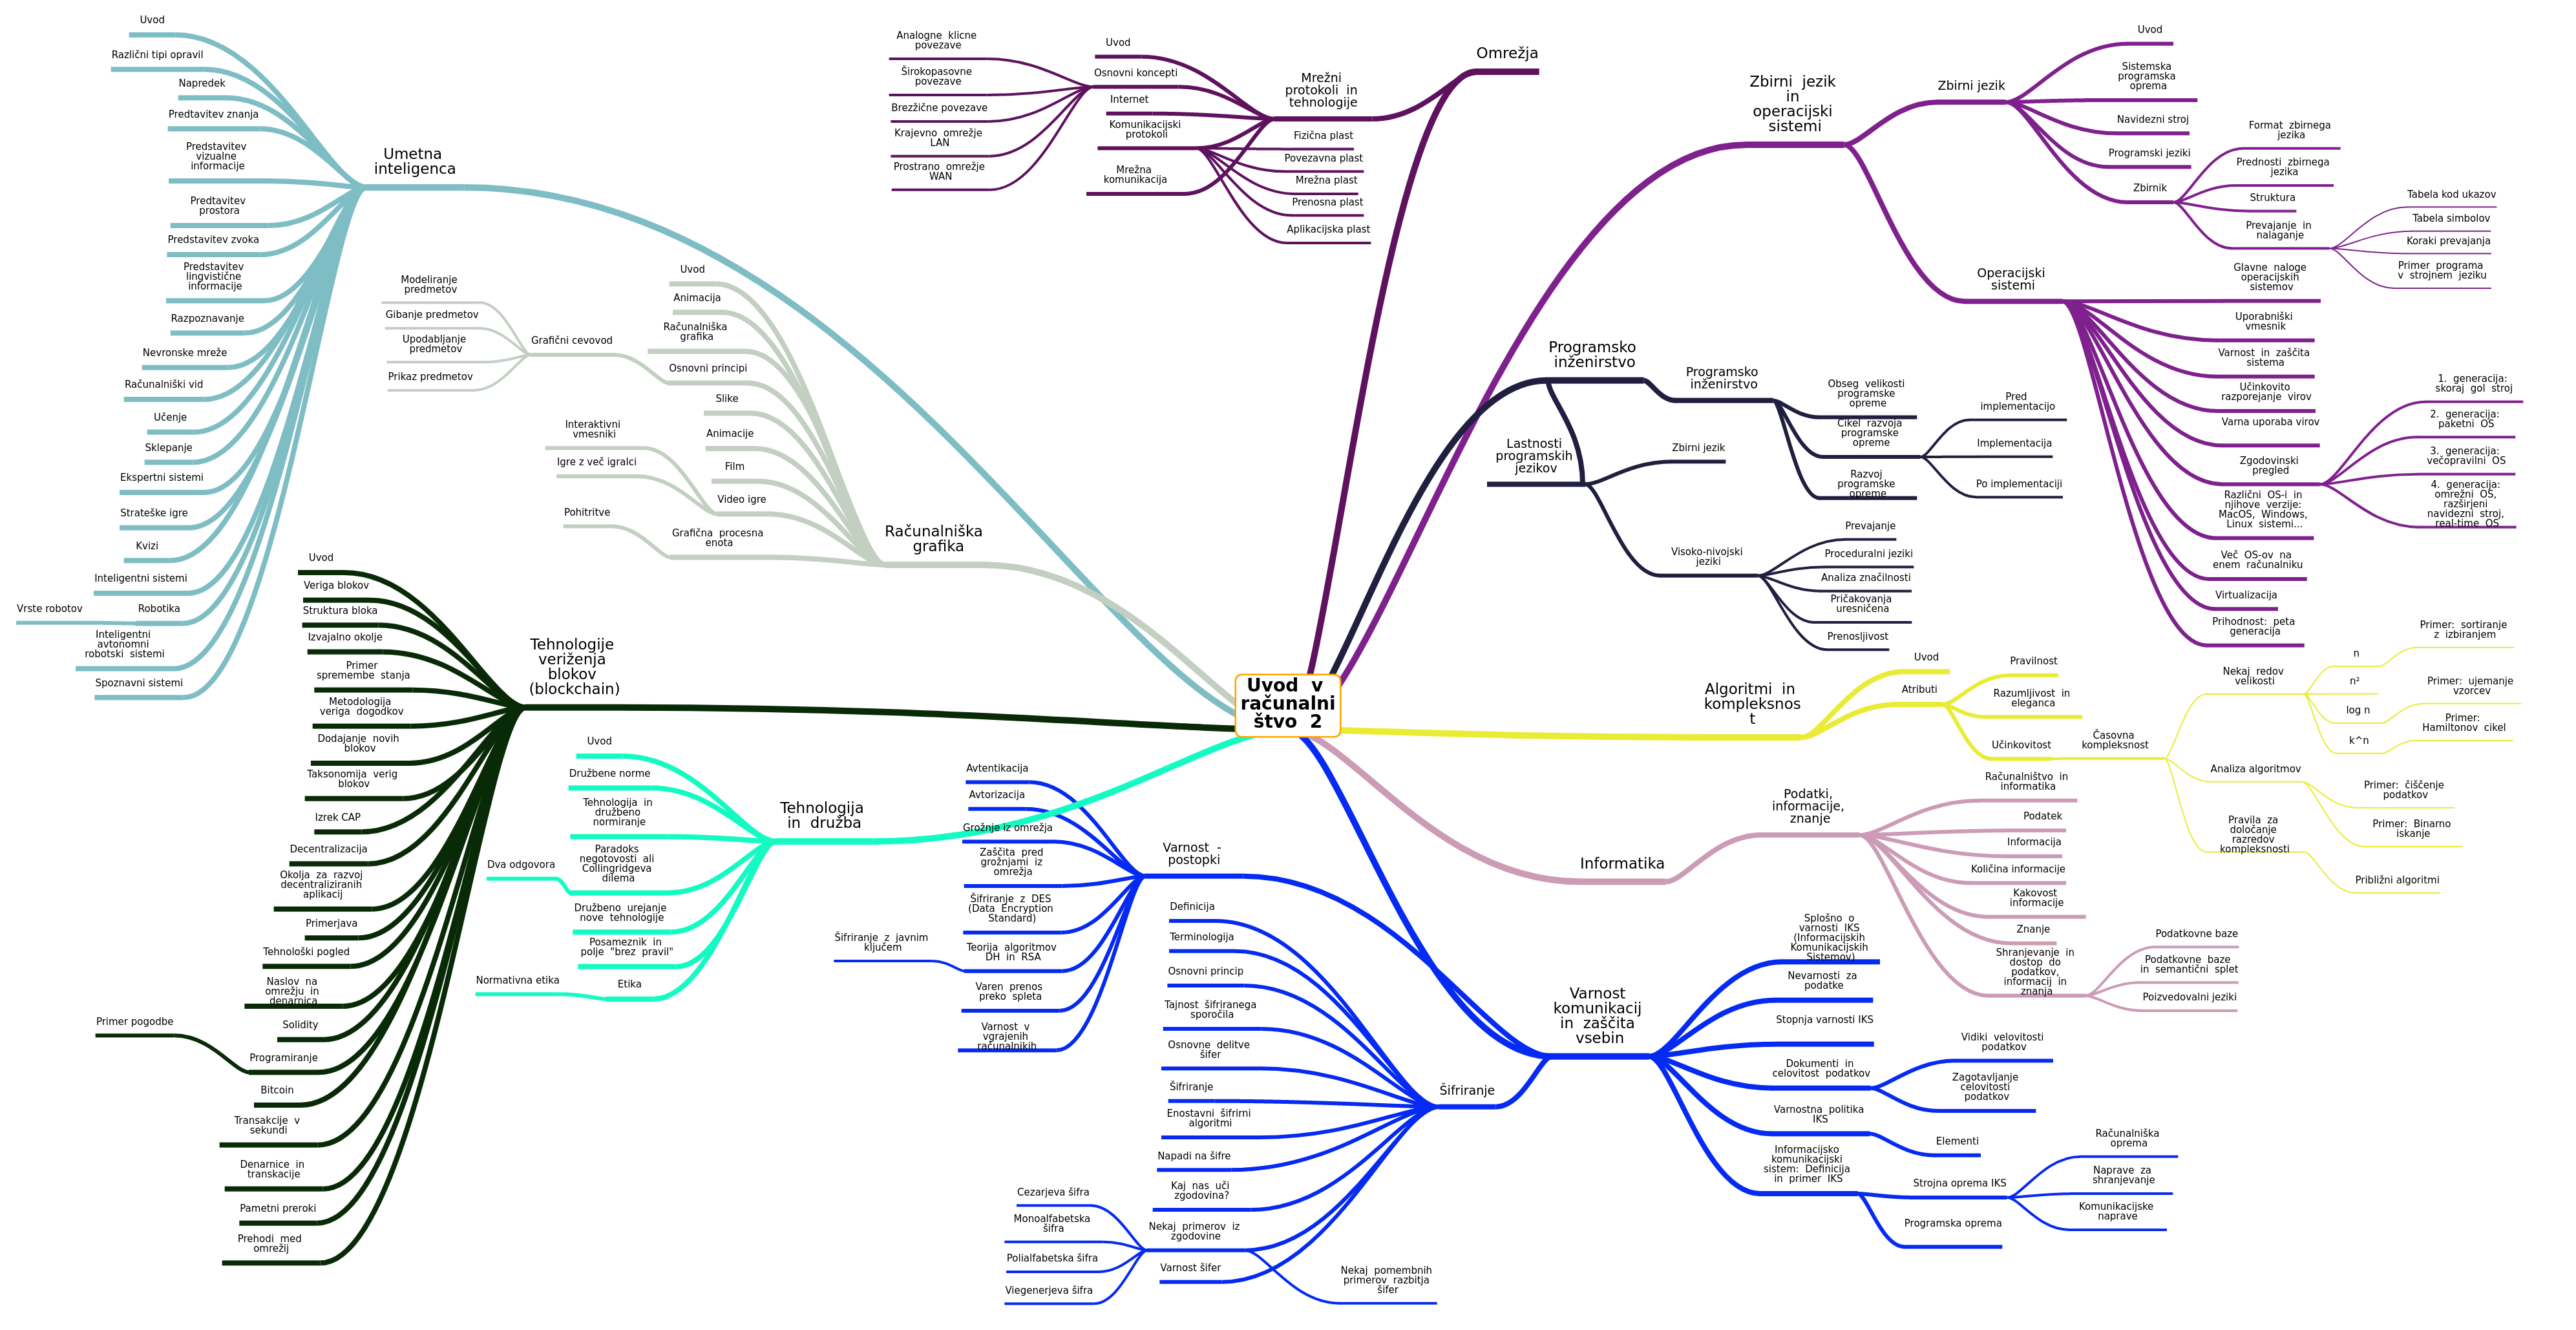 Uvod v
računalni
štvo 2
Omrežja
Mrežni
protokoli in
tehnologije
Uvod
Osnovni koncepti
Analogne klicne
povezave
Širokopasovne
povezave
Brezžične povezave
Krajevno omrežje
LAN
Prostrano omrežje
WAN
Internet
Komunikacijski
protokoli
Fizična plast
Povezavna plast
Mrežna plast
Prenosna plast
Aplikacijska plast
Mrežna
komunikacija
Zbirni jezik
in
operacijski
sistemi
Zbirni jezik
Uvod
Sistemska
programska
oprema
Navidezni stroj
Programski jeziki
Zbirnik
Format zbirnega
jezika
Prednosti zbirnega
jezika
Struktura
Prevajanje in
nalaganje
Tabela kod ukazov
Tabela simbolov
Koraki prevajanja
Primer programa
v strojnem jeziku
Operacijski
sistemi
Glavne naloge
operacijskih
sistemov
Uporabniški
vmesnik
Varnost in zaščita
sistema
Učinkovito
razporejanje virov
Varna uporaba virov
Zgodovinski
pregled
1. generacija:
skoraj gol stroj
2. generacija:
paketni OS
3. generacija:
večopravilni OS
4. generacija:
omrežni OS,
razširjeni
navidezni stroj,
real-time OS
Različni OS-i in
njihove verzije:
MacOS, Windows,
Linux sistemi...
Več OS-ov na
enem računalniku
Virtualizacija
Prihodnost: peta
generacija
Programsko
inženirstvo
Programsko
inženirstvo
Obseg velikosti
programske
opreme
Cikel razvoja
programske
opreme
Pred
implementacijo
Implementacija
Po implementaciji
Razvoj
programske
opreme
Lastnosti
programskih
jezikov
Zbirni jezik
Visoko-nivojski
jeziki
Prevajanje
Proceduralni jeziki
Analiza značilnosti
Pričakovanja
uresničena
Prenosljivost
Algoritmi in
kompleksnos
t
Uvod
Atributi
Pravilnost
Razumljivost in
eleganca
Učinkovitost
Časovna
kompleksnost
Nekaj redov
velikosti
n
Primer: sortiranje
z izbiranjem
n²
log n
Primer: ujemanje
vzorcev
k^n
Primer:
Hamiltonov cikel
Analiza algoritmov
Primer: čiščenje
podatkov
Primer: Binarno
iskanje
Pravila za
določanje
razredov
kompleksnosti
Približni algoritmi
Informatika
Podatki,
informacije,
znanje
Računalništvo in
informatika
Podatek
Informacija
Količina informacije
Kakovost
informacije
Znanje
Shranjevanje in
dostop do
podatkov,
informacij in
znanja
Podatkovne baze
Podatkovne baze
in semantični splet
Poizvedovalni jeziki
Varnost
komunikacij
in zaščita
vsebin
Splošno o
varnosti IKS
(Informacijskih
Komunikacijskih
Sistemov)
Nevarnosti za
podatke
Stopnja varnosti IKS
Dokumenti in
celovitost podatkov
Vidiki velovitosti
podatkov
Zagotavljanje
celovitosti
podatkov
Varnostna politika
IKS
Elementi
Informacijsko
komunikacijski
sistem: Definicija
in primer IKS
Strojna oprema IKS
Računalniška
oprema
Naprave za
shranjevanje
Komunikacijske
naprave
Programska oprema
Šifriranje
Definicija
Terminologija
Osnovni princip
Tajnost šifriranega
sporočila
Osnovne delitve
šifer
Šifriranje
Enostavni šifrirni
algoritmi
Napadi na šifre
Kaj nas uči
zgodovina?
Nekaj primerov iz
zgodovine
Cezarjeva šifra
Monoalfabetska
šifra
Polialfabetska šifra
Viegenerjeva šifra
Nekaj pomembnih
primerov razbitja
šifer
Varnost šifer
Varnost -
postopki
Avtentikacija
Avtorizacija
Grožnje iz omrežja
Zaščita pred
grožnjami iz
omrežja
Šifriranje z DES
(Data Encryption
Standard)
Teorija algoritmov
DH in RSA
Šifriranje z javnim
ključem
Varen prenos
preko spleta
Varnost v
vgrajenih
računalnikih
Tehnologija
in družba
Uvod
Družbene norme
Tehnologija in
družbeno
normiranje
Paradoks
negotovosti ali
Collingridgeva
dilema
Dva odgovora
Družbeno urejanje
nove tehnologije
Posameznik in
polje "brez pravil"
Etika
Normativna etika
Tehnologije
veriženja
blokov
(blockchain)
Uvod
Veriga blokov
Struktura bloka
Izvajalno okolje
Primer
spremembe stanja
Metodologija
veriga dogodkov
Dodajanje novih
blokov
Taksonomija verig
blokov
Izrek CAP
Decentralizacija
Okolja za razvoj
decentraliziranih
aplikacij
Primerjava
Tehnološki pogled
Naslov na
omrežju in
denarnica
Solidity
Programiranje
Primer pogodbe
Bitcoin
Transakcije v
sekundi
Denarnice in
transkacije
Pametni preroki
Prehodi med
omrežij
Računalniška
grafika
Uvod
Animacija
Računalniška
grafika
Osnovni principi
Grafični cevovod
Modeliranje
predmetov
Gibanje predmetov
Upodabljanje
predmetov
Prikaz predmetov
Slike
Animacije
Film
Video igre
Interaktivni
vmesniki
Igre z več igralci
Grafična procesna
enota
Pohitritve
Umetna
inteligenca
Uvod
Različni tipi opravil
Napredek
Predtavitev znanja
Predstavitev
vizualne
informacije
Predtavitev
prostora
Predstavitev zvoka
Predstavitev
lingvistične
informacije
Razpoznavanje
Nevronske mreže
Računalniški vid
Učenje
Sklepanje
Ekspertni sistemi
Strateške igre
Kvizi
Inteligentni sistemi
Robotika
Vrste robotov
Inteligentni
avtonomni
robotski sistemi
Spoznavni sistemi